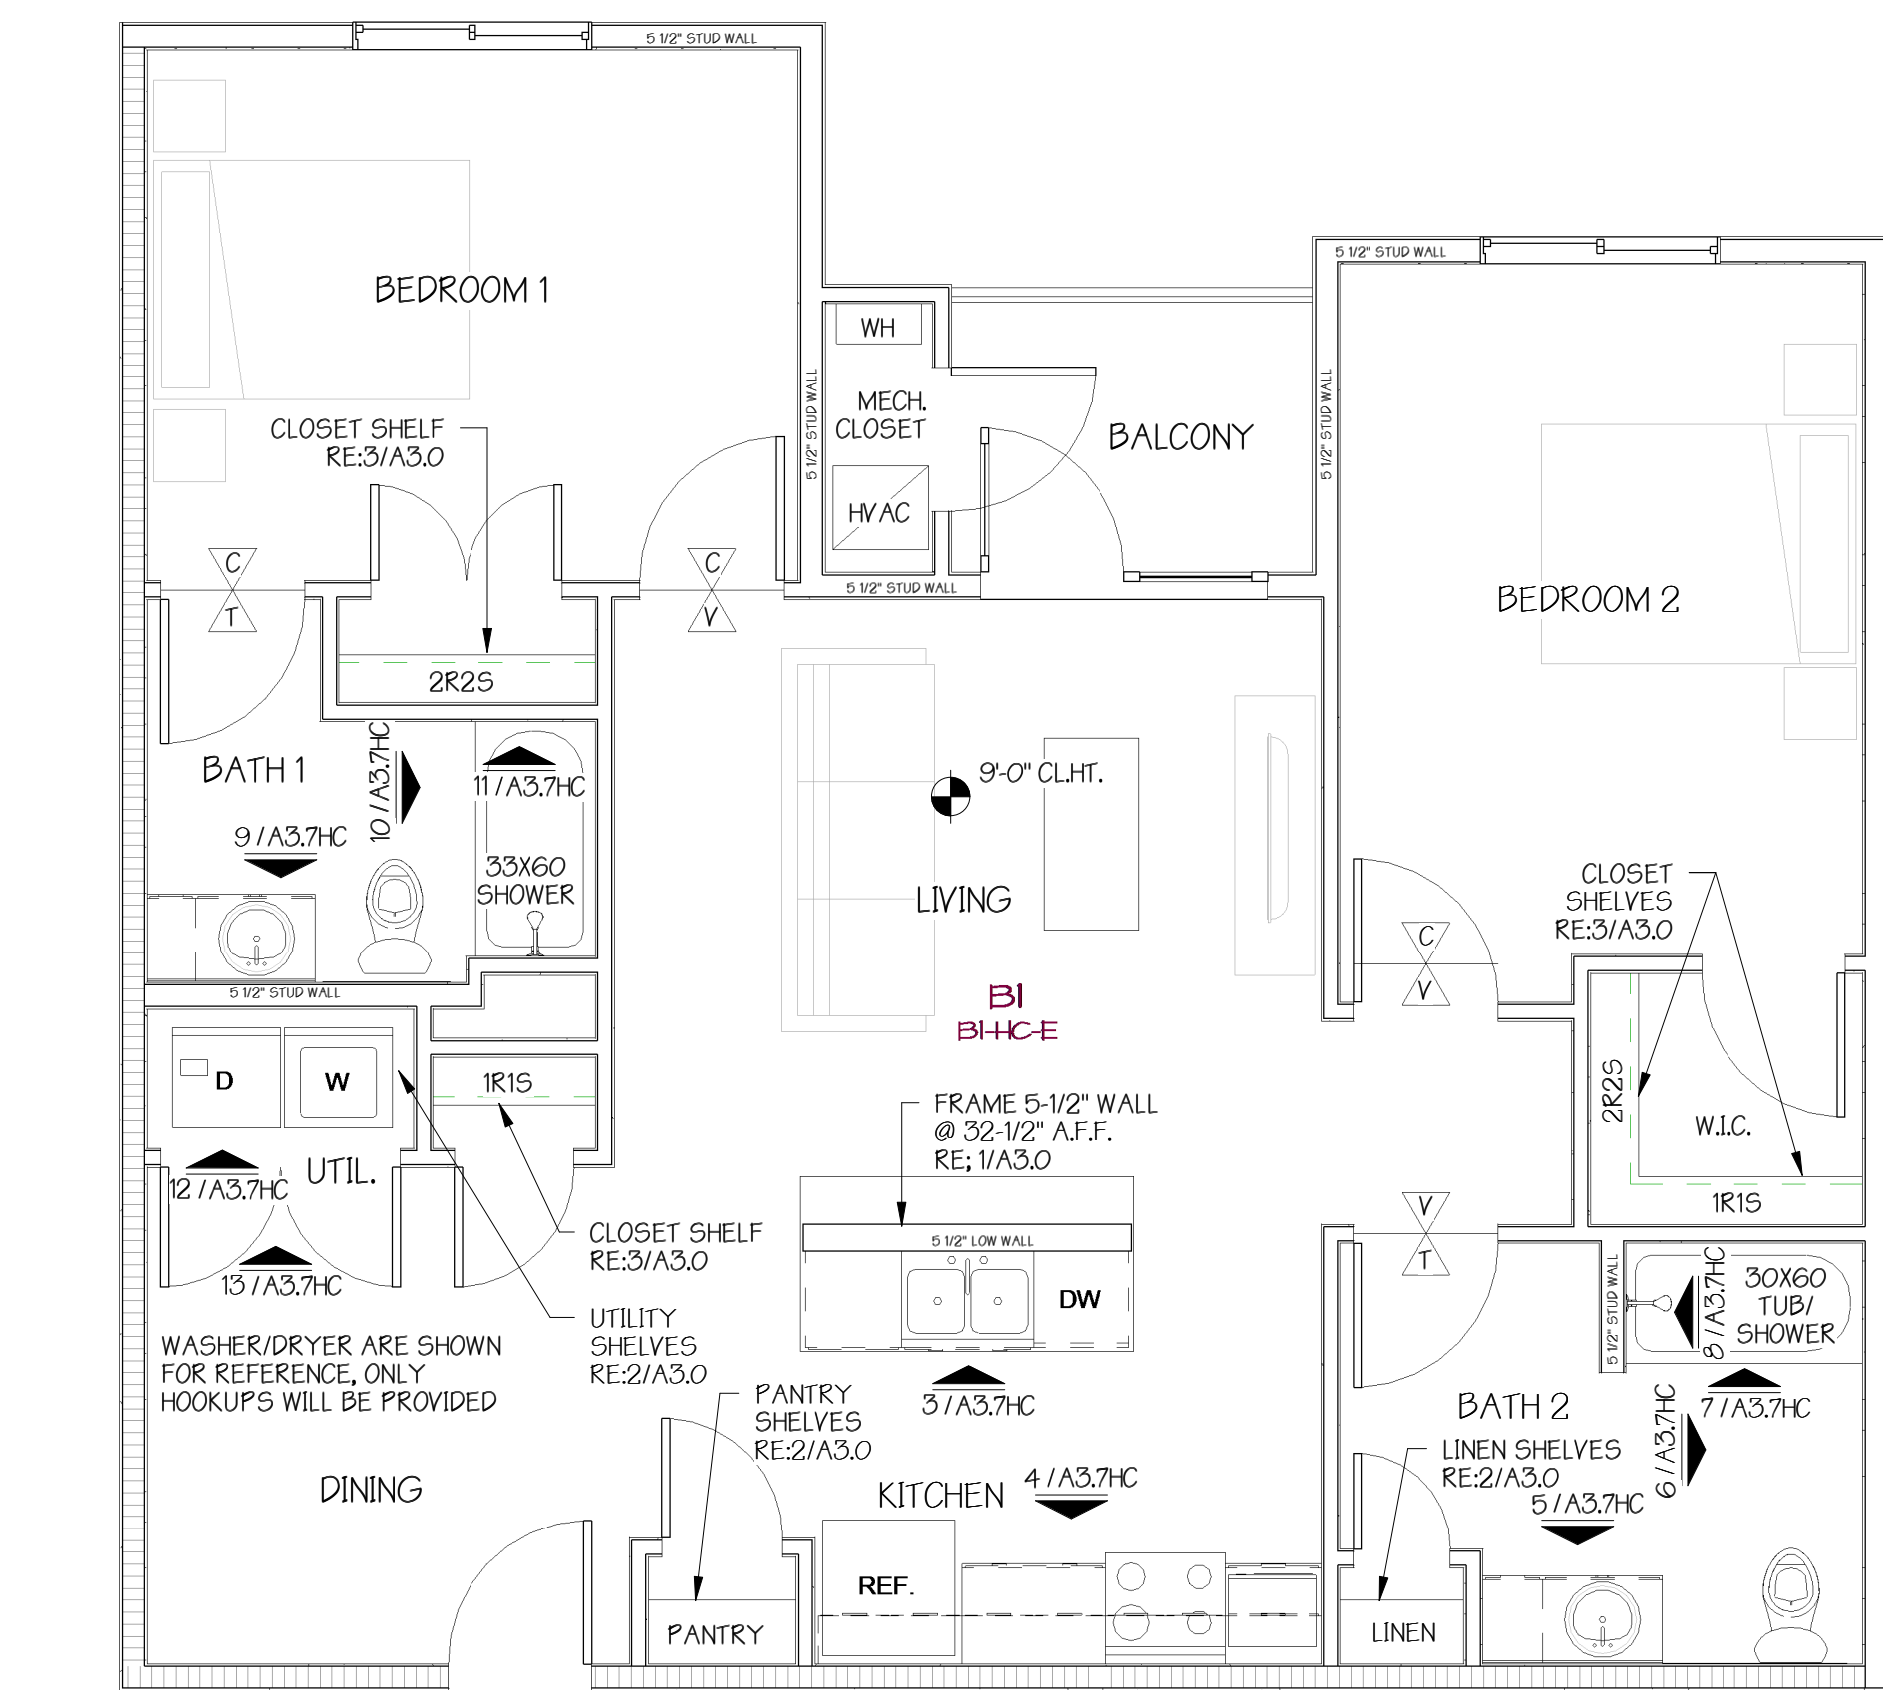 5 1/2" STUD WALL
5 1/2" STUD WALL
BEDROOM 1
WH
MECH.
CLOSET
5 1/2" STUD WALL
5 1/2" STUD WALL
BALCONY
CLOSET SHELF
RE:3/A3.0
HVAC
C
T
C
V
5 1/2" STUD WALL
BEDROOM 2
2R2S
BATH 1
10 / A3.7HC
11 / A3.7HC
9'-0" CL.HT.
9 / A3.7HC
33X60
SHOWER
LIVING
CLOSET
SHELVES
RE:3/A3.0
C
V
5 1/2" STUD WALL
B1
B1-HC-E
D
W
1R1S
FRAME 5-1/2" WALL
@ 32-1/2" A.F.F.
RE; 1/A3.0
2R2S
W.I.C.
1R1S
UTIL.
12 / A3.7HC
V
T
CLOSET SHELF
RE:3/A3.0
5 1/2" LOW WALL
13 / A3.7HC
DW
5 1/2" STUD WALL
8 / A3.7HC
30X60
TUB/
SHOWER
UTILITY
SHELVES
RE:2/A3.0
WASHER/DRYER ARE SHOWN
FOR REFERENCE, ONLY
HOOKUPS WILL BE PROVIDED
PANTRY
SHELVES
RE:2/A3.0
3 / A3.7HC
BATH 2
6 / A3.7HC
7 / A3.7HC
LINEN SHELVES
RE:2/A3.0
DINING
KITCHEN
4 / A3.7HC
5 / A3.7HC
REF.
PANTRY
LINEN